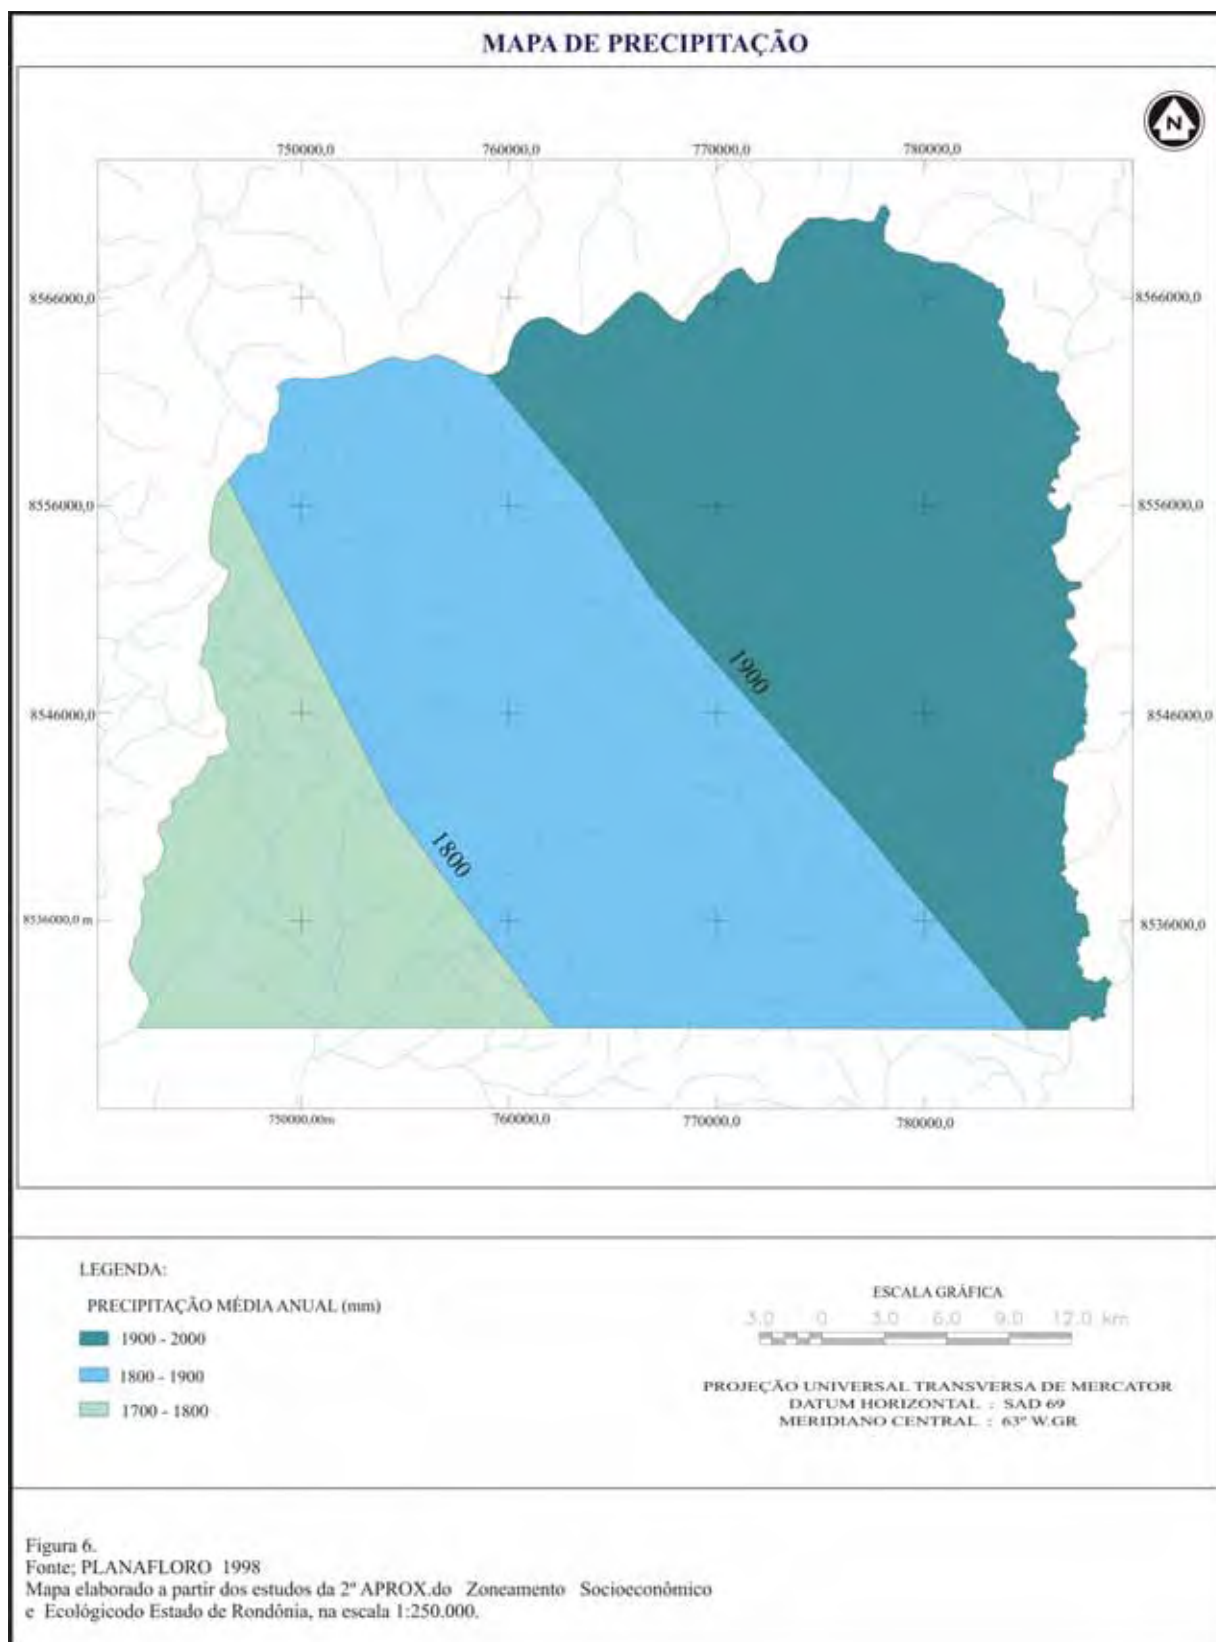 MAPA DE PRECIPITAÇÃO
N
750000,0 760000,0 770000,0 780000,0
8566000,0 8566000,0
8556000,0 8556000,0
1900
8546000,0 8546000,0
1800
8536000,0 m 8536000,0
750000,00m 760000,0 770000,0 780000,0
LEGENDA:
PRECIPITAÇÃO MÉDIA ANUAL (mm)
1900 - 2000
1800 - 1900
1700 - 1800
ESCALA GRÁFICA
3.0 0 3.0 6.0 9.0 12.0 km
PROJEÇÃO UNIVERSAL TRANSVERSA DE MERCATOR
DATUM HORIZONTAL : SAD 69
MERIDIANO CENTRAL : 63º W.GR
Figura 6.
Fonte; PLANAFLORO 1998
Mapa elaborado a partir dos estudos da 2ª APROX.do Zoneamento Socioeconômico
e Ecológicodo Estado de Rondônia, na escala 1:250.000.